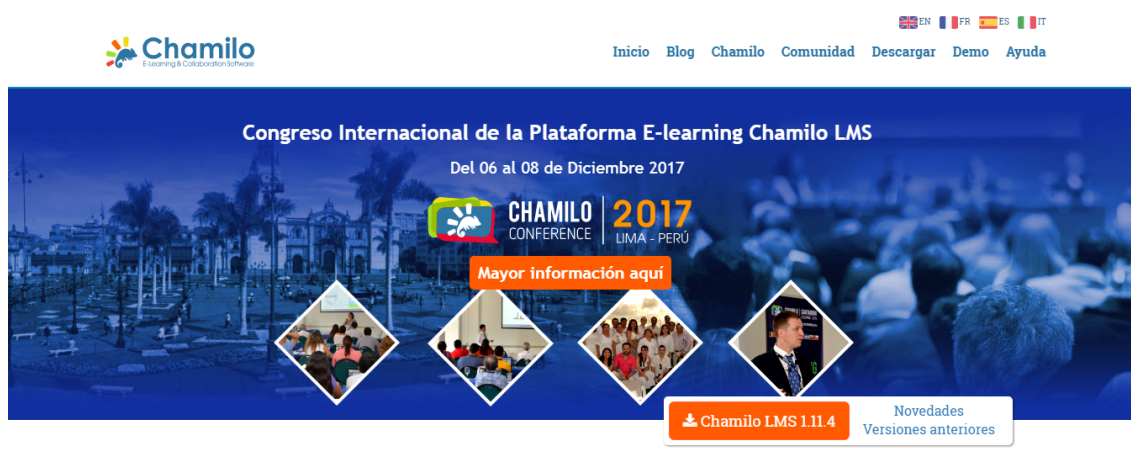 EN FR ES IT
Chamilo
E-Learning & Collaboration Software
Inicio Blog Chamilo Comunidad Descargar Demo Ayuda
Congreso Internacional de la Plataforma E-learning Chamilo LMS
Del 06 al 08 de Diciembre 2017
CHAMILO
CONFERENCE
2017
LIMA - PERÚ
Mayor información aquí
Chamilo LMS 1.11.4
Novedades
Versiones anteriores